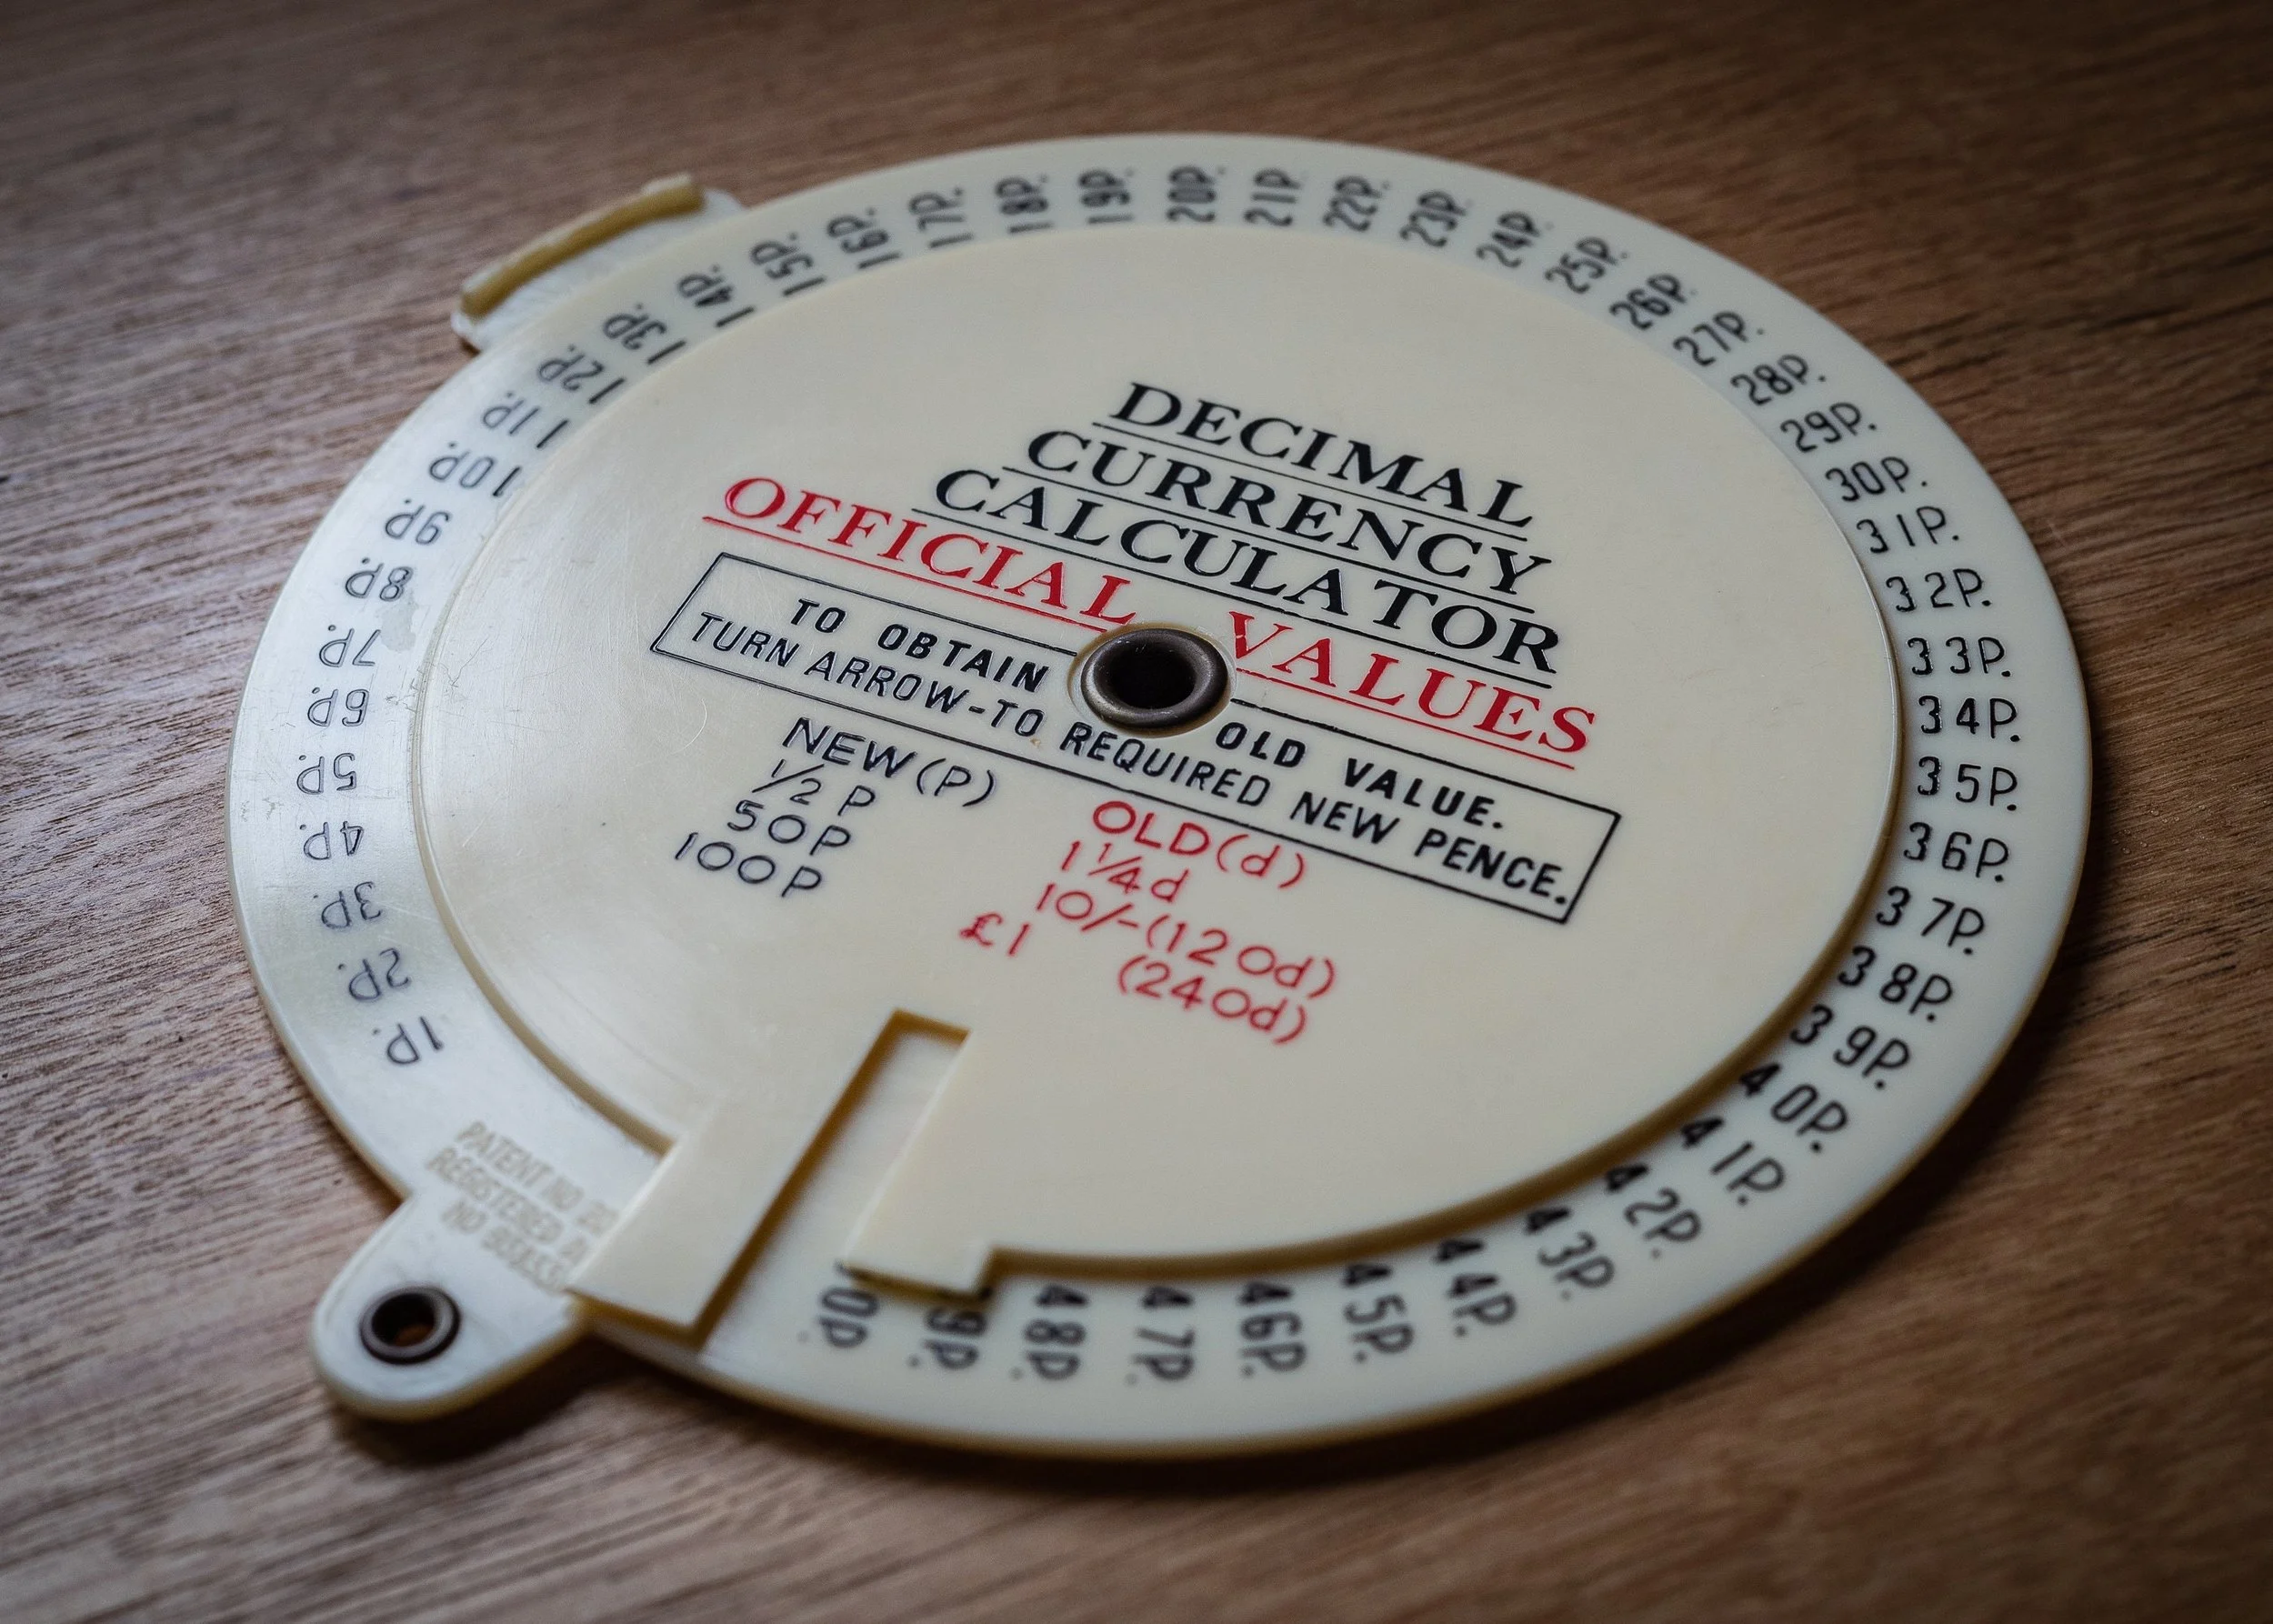 DECIMAL
CURRENCY
CALCULATOR
OFFICIAL VALUES
TO OBTAIN OLD VALUE.
TURN ARROW-TO REQUIRED NEW PENCE.
NEW(P) OLD(d)
1/2 P 1 1/4d
50P 10/-(120d)
100P £1 (240d)
1P.
2P.
3P.
4P.
5P.
6P.
7P.
8P.
9P.
10P.
11P.
12P.
13P.
14P.
15P.
16P.
17P.
18P.
19P.
20P.
21P.
22P.
23P.
24P.
25P.
26P.
27P.
28P.
29P.
30P.
31P.
32P.
33P.
34P.
35P.
36P.
37P.
38P.
39P.
40P.
41P.
42P.
43P.
44P.
45P.
46P.
47P.
48P.
PATENT NO
REGISTERED
NO